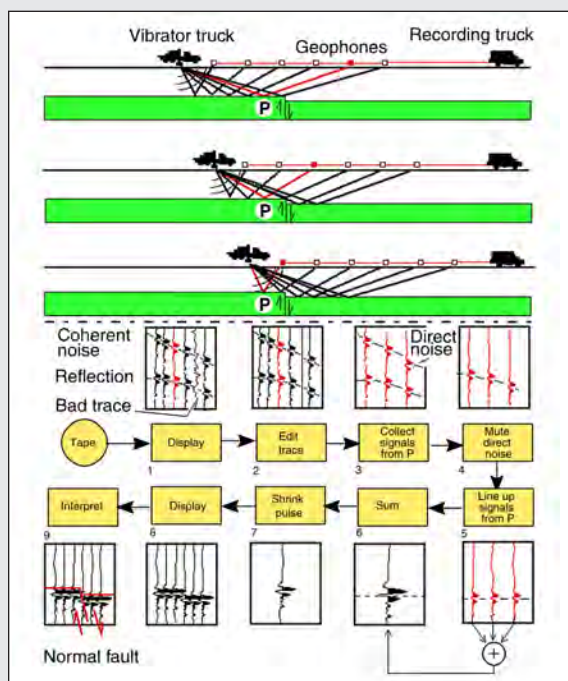 Vibrator truck
Geophones
Recording truck
P
P
P
Coherent
noise
Reflection
Bad trace
Direct
noise
Tape
Display
1
Edit
trace
2
Collect
signals
from P
3
Mute
direct
noise
4
Interpret
9
Display
6
Shrink
pulse
7
Sum
6
Line up
signals
from P
5
Normal fault
+